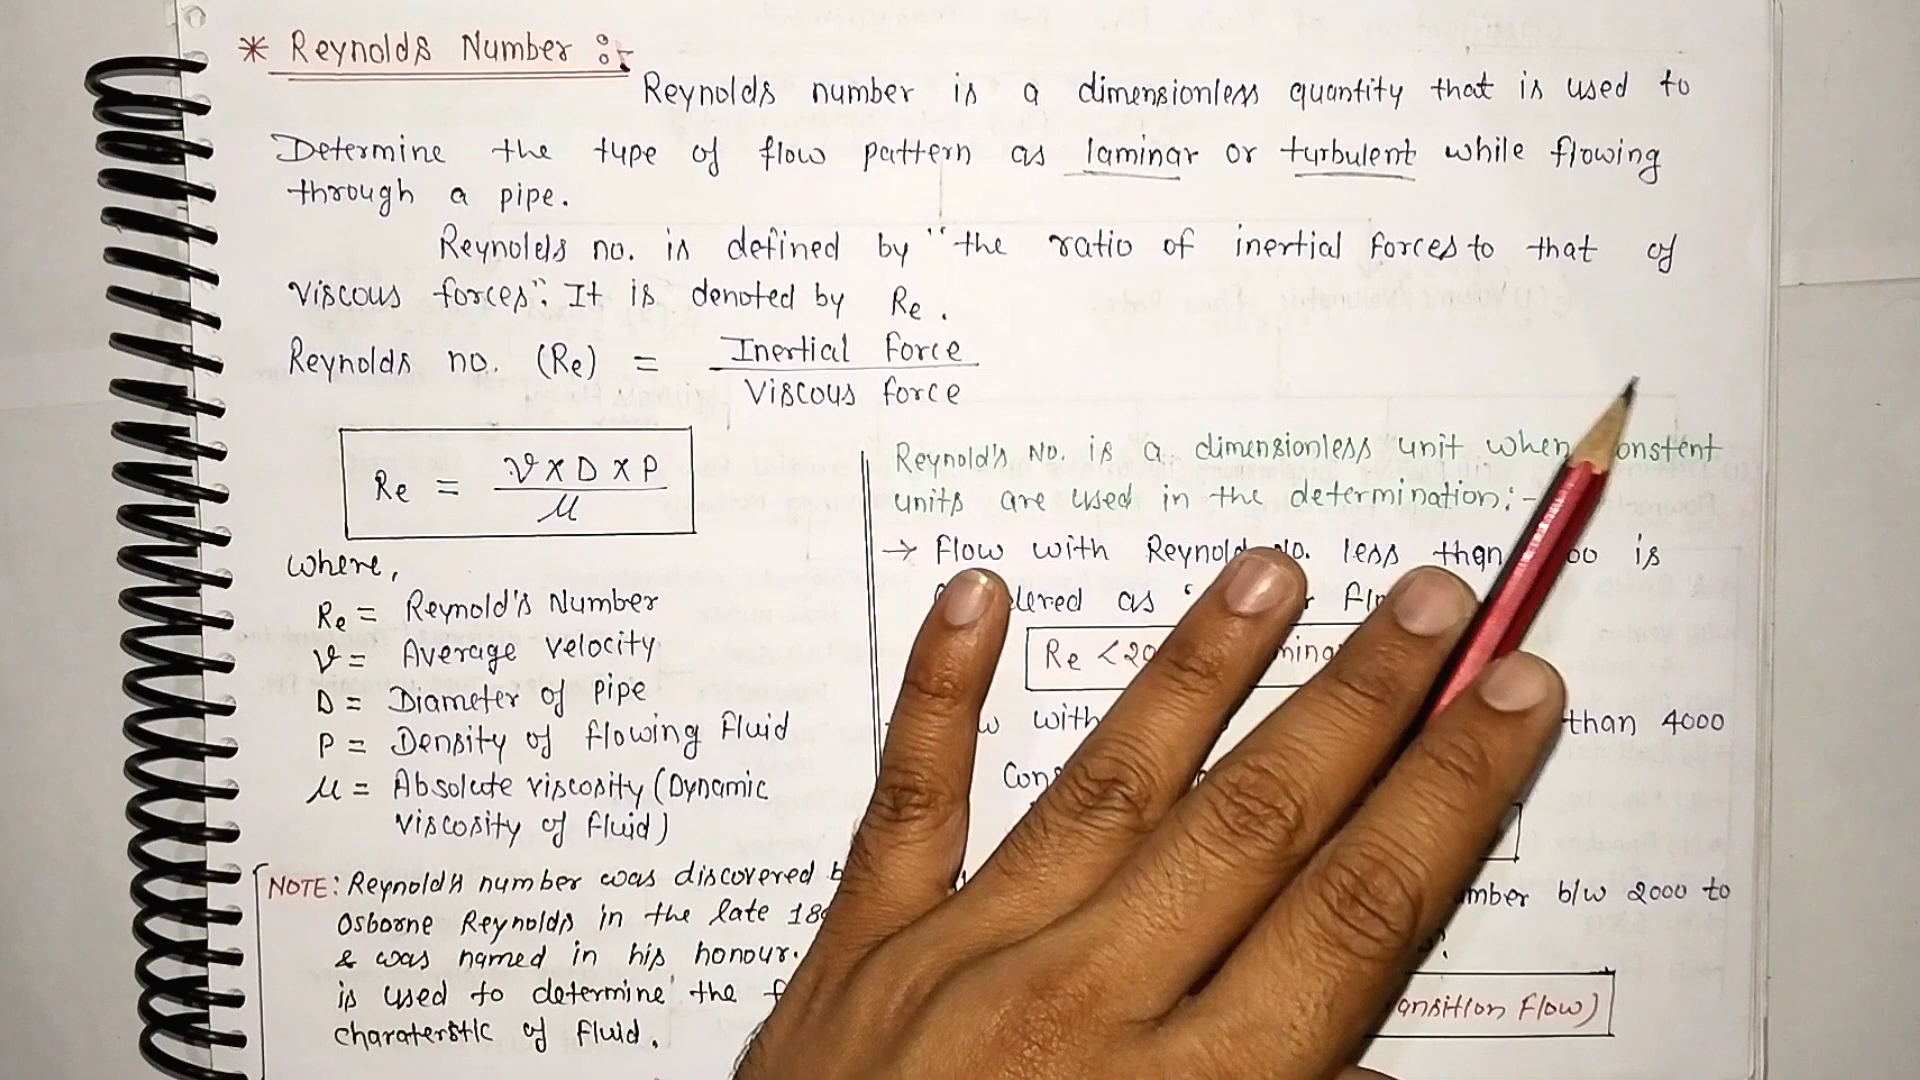 * Reynolds Number :-
Reynolds number is a dimensionless quantity that is used to
Determine the type of flow pattern as laminar or turbulent while flowing
through a pipe.
Reynolds no. is defined by "the ratio of inertial forces to that of
viscous forces". It is denoted by Re.
Reynolds no. (Re) = Inertial force
Viscous force
Re = v x D x P
μ
where,
Re = Reynold's Number
v = Average velocity
D = Diameter of pipe
P = Density of flowing fluid
μ = Absolute viscosity (Dynamic
viscosity of fluid)
NOTE: Reynold's number was discovered
Osborne Reynolds in the late
& was named in his honour.
is used to determine the
charaterstic of fluid.
Reynold's No. is a dimensionless unit when
units are used in the determination:-
→ Flow with less than is
as
Re <
with than 4000
b/w 2000 to
Flow)